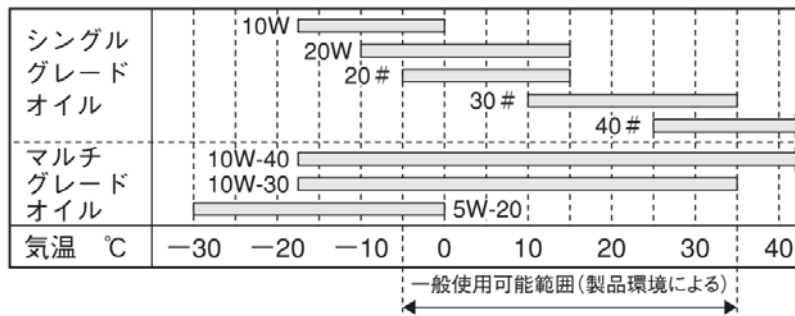 シングル
グレード
オイル
10W
20W
20＃
30＃
40＃
マルチ
グレード
オイル
10W-40
10W-30
5W-20
気温 ℃ －30 －20 －10 0 10 20 30 40
一般使用可能範囲（製品環境による）